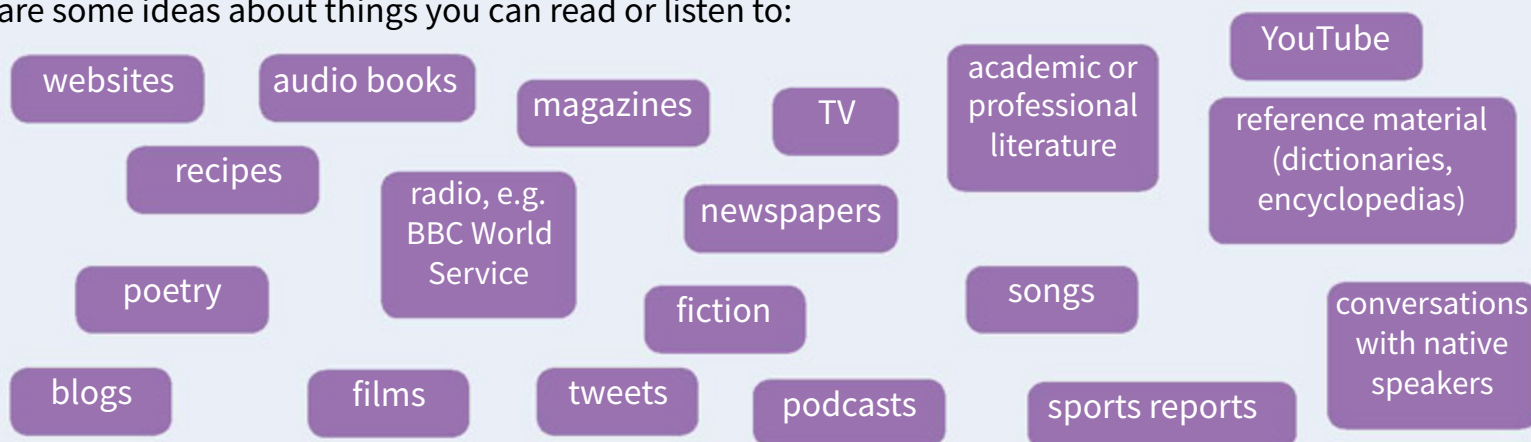 are some ideas about things you can read or listen to:
websites
audio books
magazines
TV
academic or
professional
literature
YouTube
reference material
(dictionaries,
encyclopedias)
recipes
radio, e.g.
BBC World
Service
newspapers
poetry
fiction
songs
conversations
with native
speakers
blogs
films
tweets
podcasts
sports reports